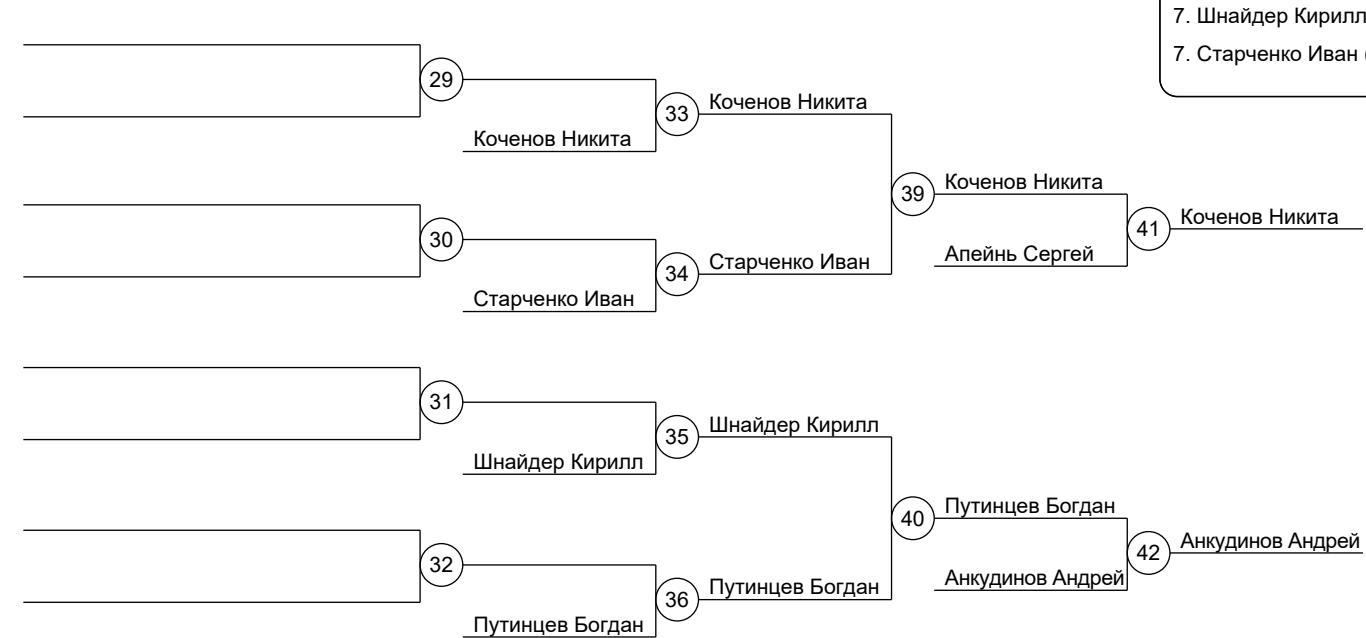 7. Шнайдер Кирилл
7. Старченко Иван (
29
33
Коченов Никита
Коченов Никита
39
Коченов Никита
41
Коченов Никита
30
34
Старченко Иван
Апейнь Сергей
Старченко Иван
31
35
Шнайдер Кирилл
Шнайдер Кирилл
40
Путинцев Богдан
42
Анкудинов Андрей
32
36
Путинцев Богдан
Анкудинов Андрей
Путинцев Богдан